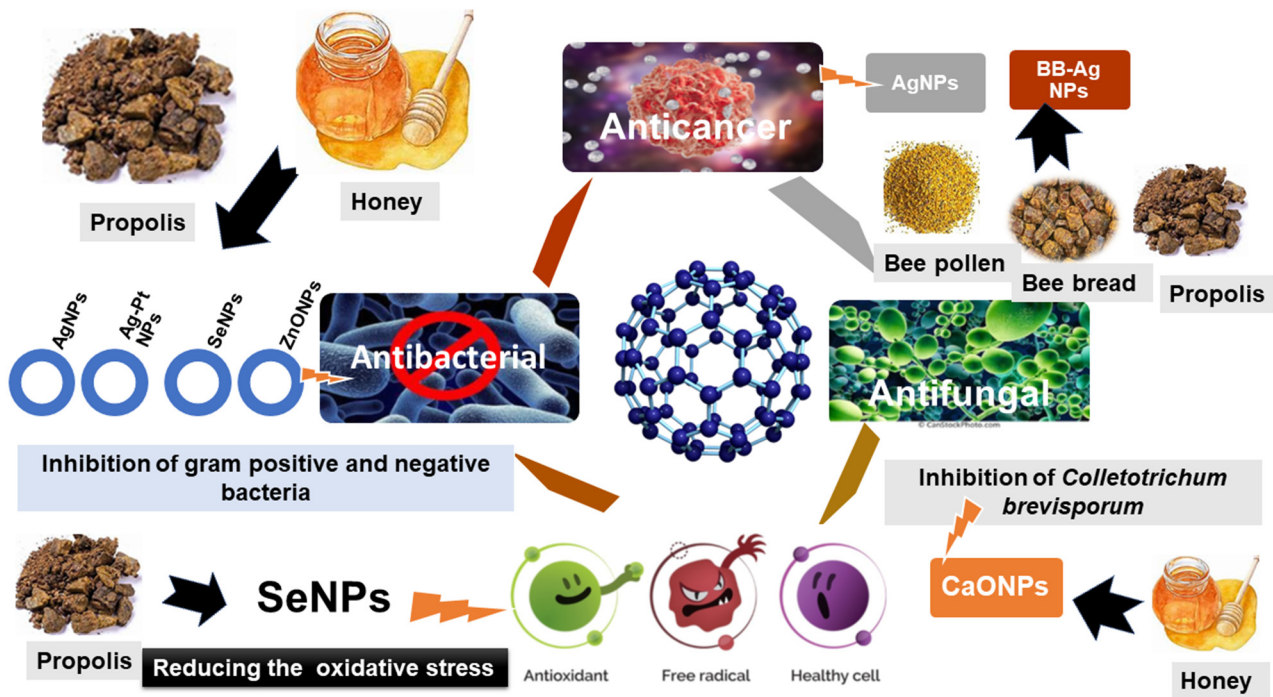 Propolis
Honey
Anticancer
AgNPs
BB-Ag
NPs
Bee pollen
Bee bread
Propolis
AgNPs
Ag-Pt
NPs
SeNPs
ZnONPs
Antibacterial
Antifungal
© CanStockPhoto.com
Inhibition of gram positive and negative
bacteria
Inhibition of Colletotrichum
brevisporum
Propolis
SeNPs
Reducing the oxidative stress
Antioxidant
Free radical
Healthy cell
CaONPs
Honey